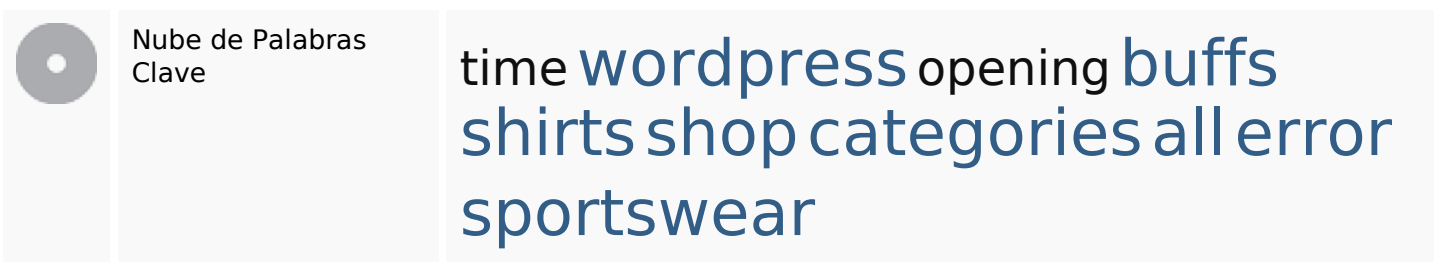 Nube de Palabras
Clave
time wordpress opening buffs
shirts shop categories all error
sportswear